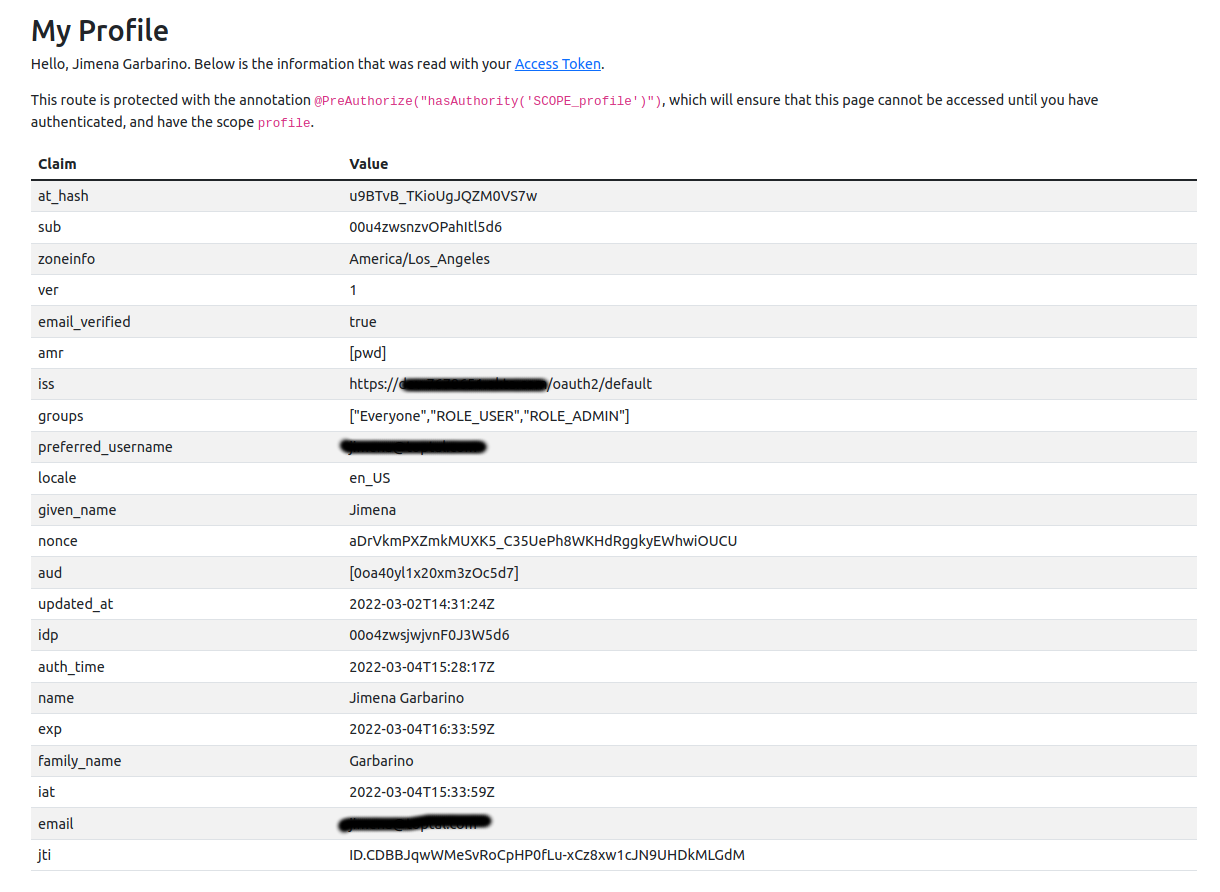 My Profile
Hello, Jimena Garbarino. Below is the information that was read with your Access Token.
This route is protected with the annotation @PreAuthorize("hasAuthority('SCOPE_profile')"), which will ensure that this page cannot be accessed until you have
authenticated, and have the scope profile.
Claim Value
at_hash u9BTvB_TKioUgJQZM0VS7w
sub 00u4zwsnzvOPahItl5d6
zoneinfo America/Los_Angeles
ver 1
email_verified true
amr [pwd]
iss https:// /oauth2/default
groups ["Everyone","ROLE_USER","ROLE_ADMIN"]
preferred_username
locale en_US
given_name Jimena
nonce aDrVkmPXZmkMUXK5_C35UePh8WKHdRggkyEWhwiOUCU
aud [0oa40yl1x20xm3zOc5d7]
updated_at 2022-03-02T14:31:24Z
idp 00o4zwsjwjvnF0J3W5d6
auth_time 2022-03-04T15:28:17Z
name Jimena Garbarino
exp 2022-03-04T16:33:59Z
family_name Garbarino
iat 2022-03-04T15:33:59Z
email
jti ID.CDBBJqwWMeSvRoCpHP0fLu-xCz8xw1cJN9UHDkMLGdM